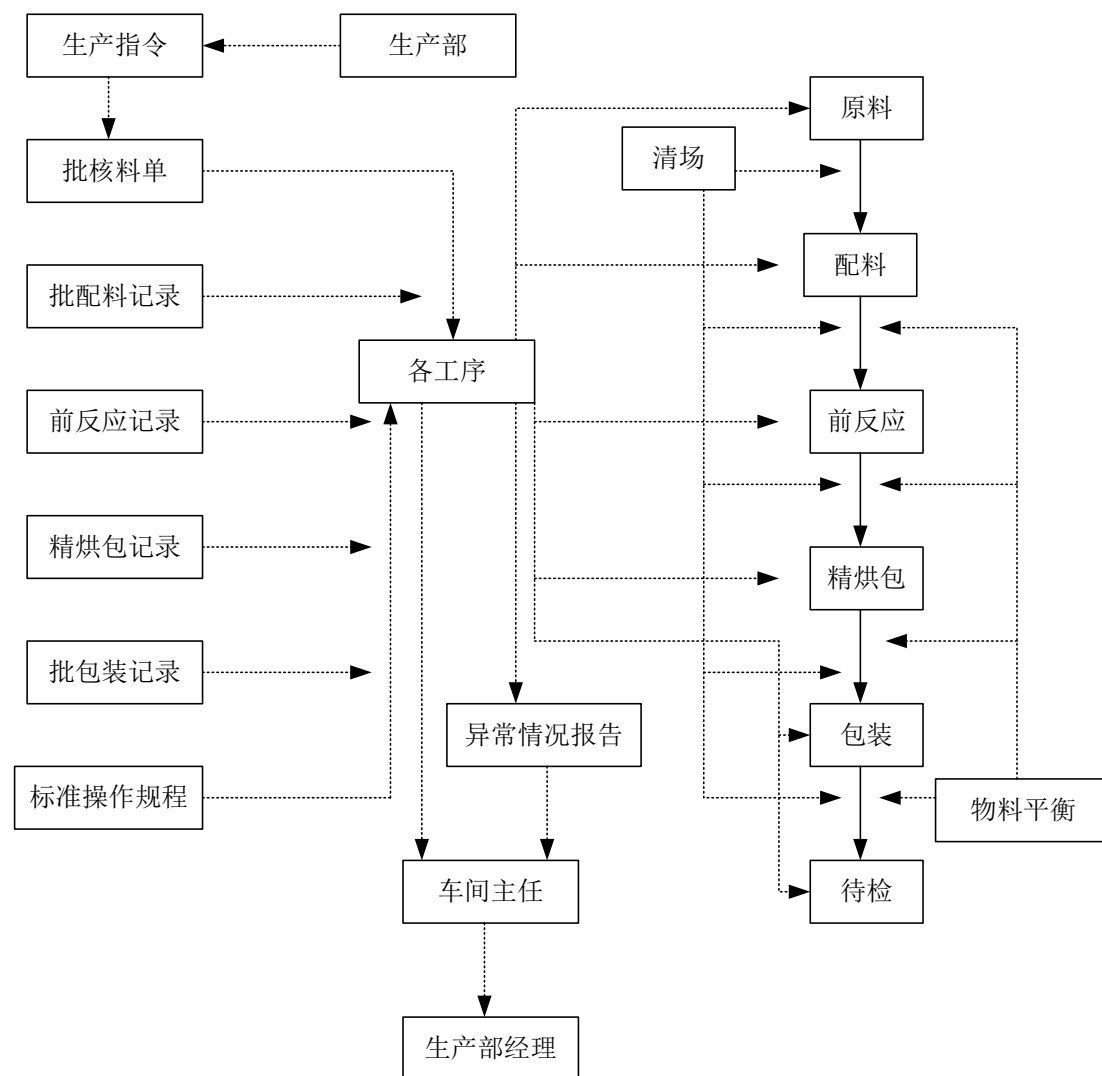 生产指令
生产部
原料
清场
批核料单
配料
批配料记录
各工序
前反应记录
前反应
精烘包记录
精烘包
批包装记录
异常情况报告
包装
标准操作规程
物料平衡
车间主任
待检
生产部经理